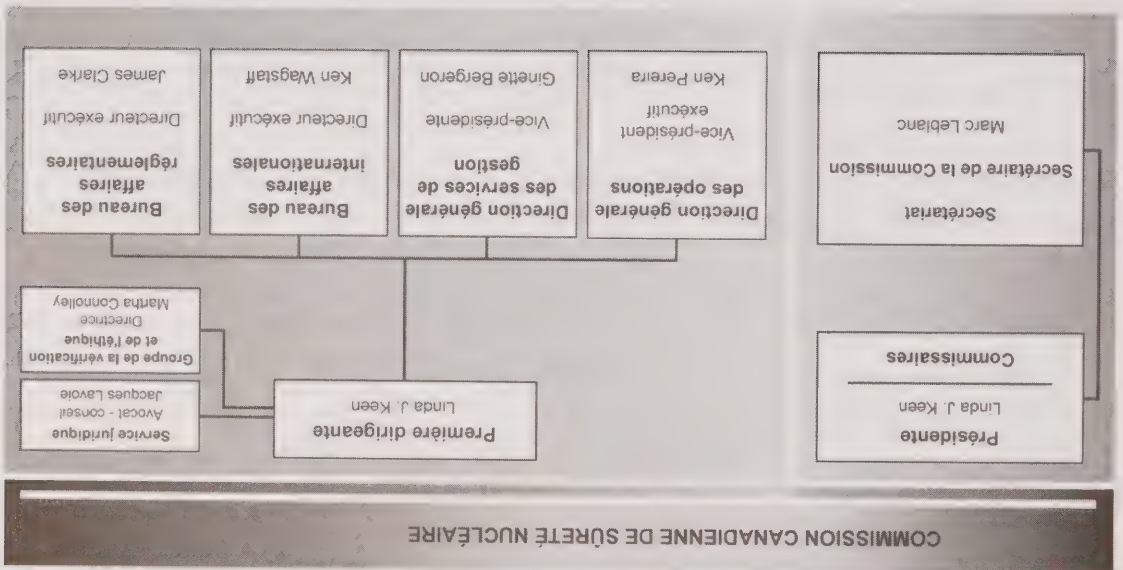 COMMISSION CANADIENNE DE SÛRETÉ NUCLÉAIRE
Présidente
Linda J. Keen
Commissaires
Secrétariat
Secrétaire de la Commission
Marc Leblanc
Première dirigeante
Linda J. Keen
Service juridique
Avocat - conseil
Jacques Lavoie
Groupe de la vérification
et de l'éthique
Directrice
Martha Connolley
Direction générale
des opérations
Vice-président
exécutif
Ken Pereira
Direction générale
des services de
gestion
Vice-présidente
Ginette Bergeron
Bureau des
affaires
internationales
Directeur exécutif
Ken Wagstaff
Bureau des
affaires
réglementaires
Directeur exécutif
James Clarke